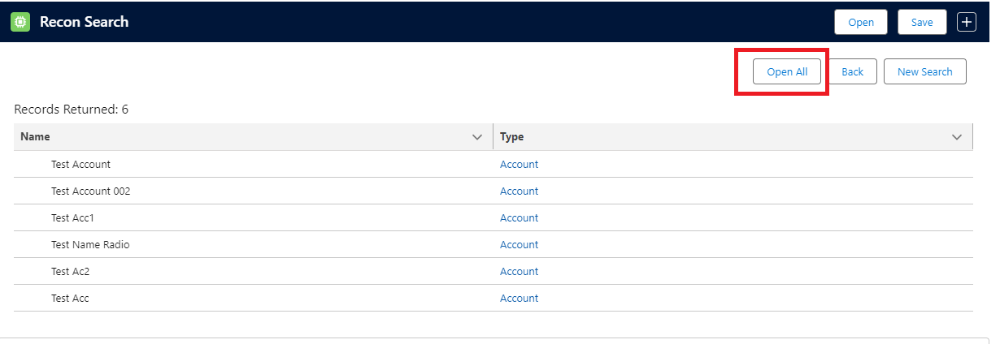 Recon Search Open Save
Open All Back New Search
Records Returned: 6
Name Type
Test Account Account
Test Account 002 Account
Test Acc1 Account
Test Name Radio Account
Test Ac2 Account
Test Acc Account